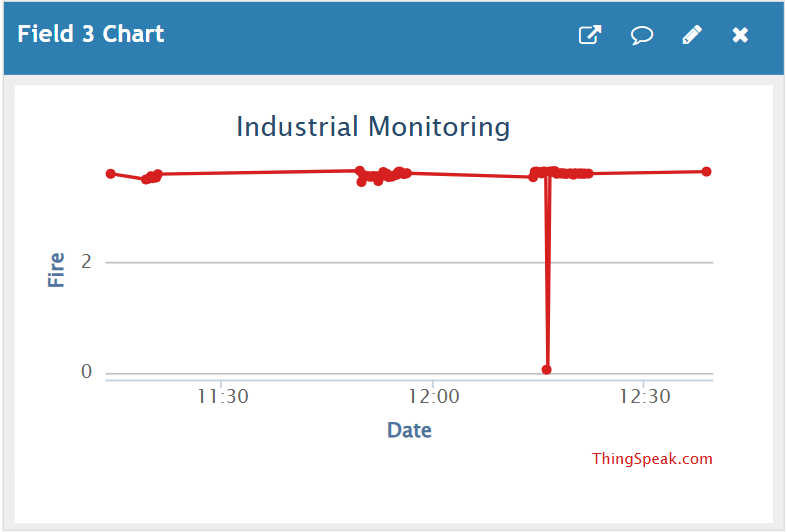 Field 3 Chart
Industrial Monitoring
Fire
2
0
11:30 12:00 12:30
Date
ThingSpeak.com